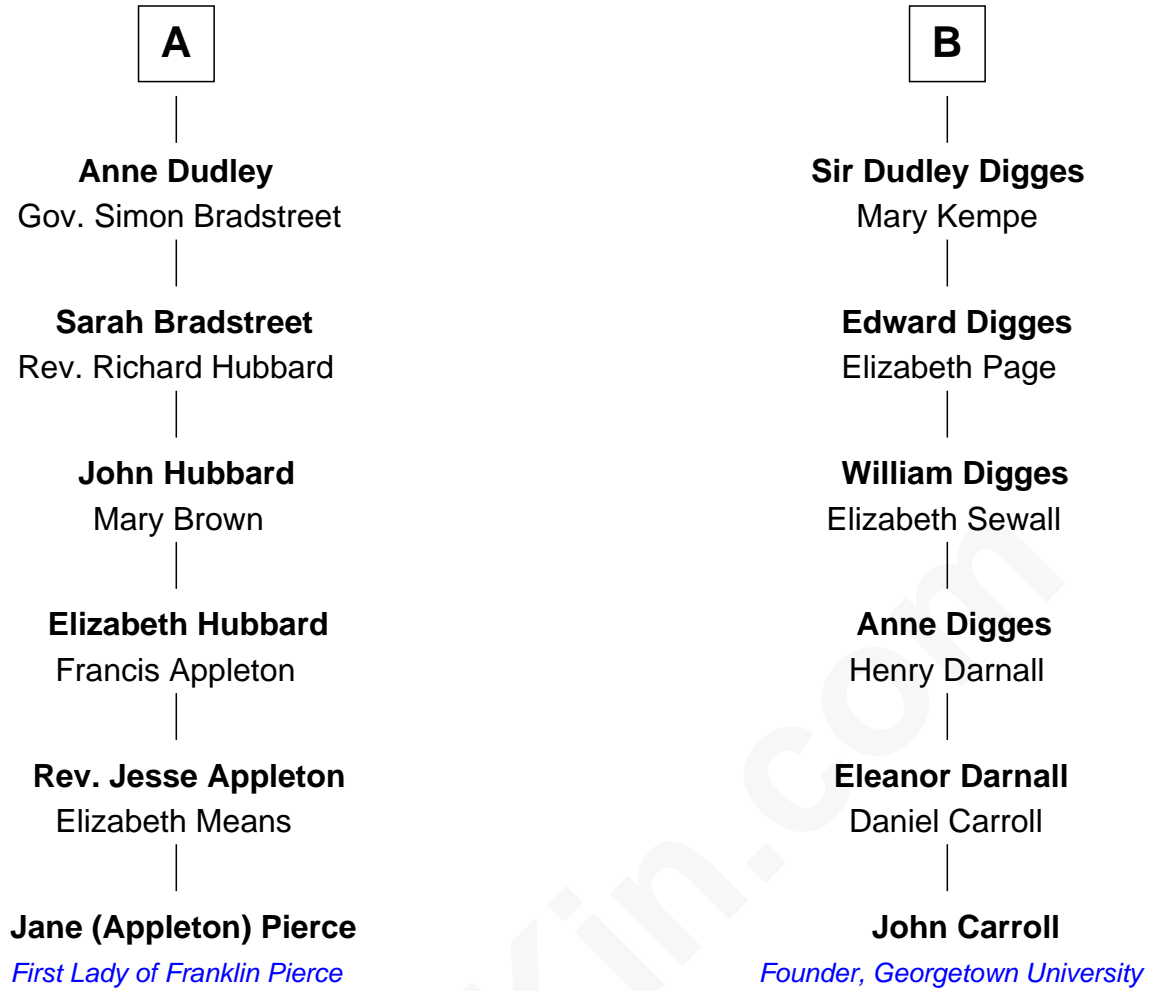 A
Anne Dudley
Gov. Simon Bradstreet
Sarah Bradstreet
Rev. Richard Hubbard
John Hubbard
Mary Brown
Elizabeth Hubbard
Francis Appleton
Rev. Jesse Appleton
Elizabeth Means
Jane (Appleton) Pierce
First Lady of Franklin Pierce
B
Sir Dudley Digges
Mary Kempe
Edward Digges
Elizabeth Page
William Digges
Elizabeth Sewall
Anne Digges
Henry Darnall
Eleanor Darnall
Daniel Carroll
John Carroll
Founder, Georgetown University